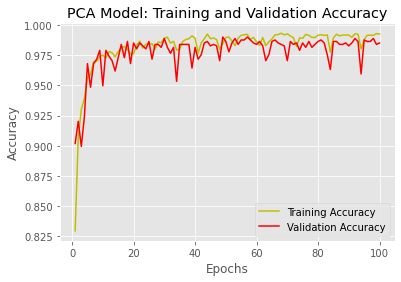 PCA Model: Training and Validation Accuracy
1.000
0.975
0.950
0.925
0.900
0.875
0.850
0.825
Accuracy
Training Accuracy
Validation Accuracy
0 20 40 60 80 100
Epochs